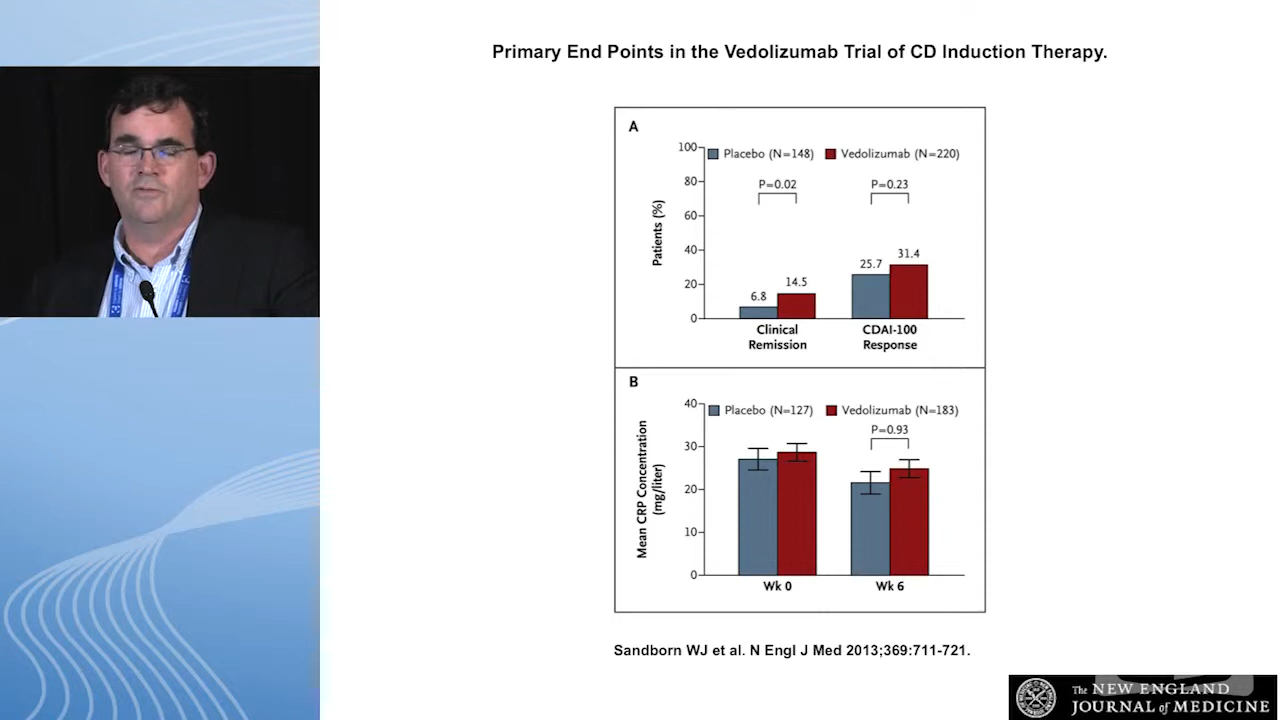 Primary End Points in the Vedolizumab Trial of CD Induction Therapy.
A
Placebo (N=148) Vedolizumab (N=220)
100
80
60
40
20
0
Patients (%)
P=0.02 P=0.23
6.8 14.5 25.7 31.4
Clinical
Remission
CDAI-100
Response
B
Placebo (N=127) Vedolizumab (N=183)
40
30
20
10
0
Mean CRP Concentration
(mg/liter)
P=0.93
Wk 0 Wk 6
Sandborn WJ et al. N Engl J Med 2013;369:711-721.
The NEW ENGLAND
JOURNAL of MEDICINE